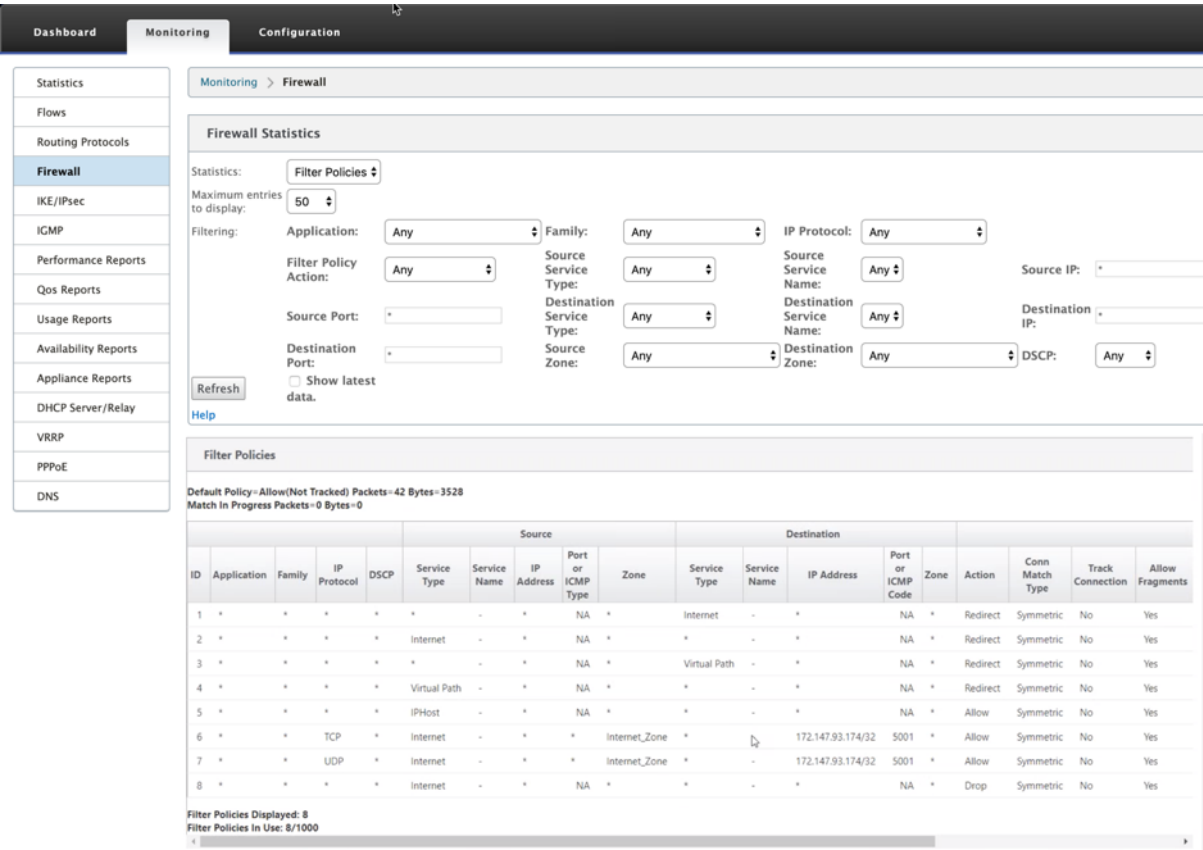 Dashboard Monitoring Configuration
Statistics
Flows
Routing Protocols
Firewall
IKE/IPsec
IGMP
Performance Reports
Qos Reports
Usage Reports
Availability Reports
Appliance Reports
DHCP Server/Relay
VRRP
PPPoE
DNS
Monitoring > Firewall
Firewall Statistics
Statistics: Filter Policies
Maximum entries
to display: 50
Filtering: Application: Any Family: Any IP Protocol: Any
Filter Policy Action: Any Source Service Type: Any Source Service Name: Any Source IP: *
Source Port: * Destination Service Type: Any Destination Service Name: Any Destination IP: *
Destination Port: * Source Zone: Any Destination Zone: Any DSCP: Any
Refresh Show latest data.
Help
Filter Policies
Default Policy=Allow(Not Tracked) Packets=42 Bytes=3528
Match In Progress Packets=0 Bytes=0
Source Destination
ID Application Family IP Protocol DSCP Service Type Service Name IP Address Port or ICMP Type Zone Service Type Service Name IP Address Port or ICMP Code Zone Action Conn Match Type Track Connection Allow Fragments
1 * * * * * - * NA * Internet - * NA * Redirect Symmetric No Yes
2 * * * * Internet - * NA * * - * NA * Redirect Symmetric No Yes
3 * * * * * - * NA * Virtual Path - * NA * Redirect Symmetric No Yes
4 * * * * Virtual Path - * NA * * - * NA * Redirect Symmetric No Yes
5 * * * * IPHost - * NA * * - * NA * Allow Symmetric No Yes
6 * * TCP * Internet - * * Internet_Zone * - 172.147.93.174/32 5001 * Allow Symmetric No Yes
7 * * UDP * Internet - * * Internet_Zone * - 172.147.93.174/32 5001 * Allow Symmetric No Yes
8 * * * * Internet - * NA * * - * NA * Drop Symmetric No Yes
Filter Policies Displayed: 8
Filter Policies In Use: 8/1000